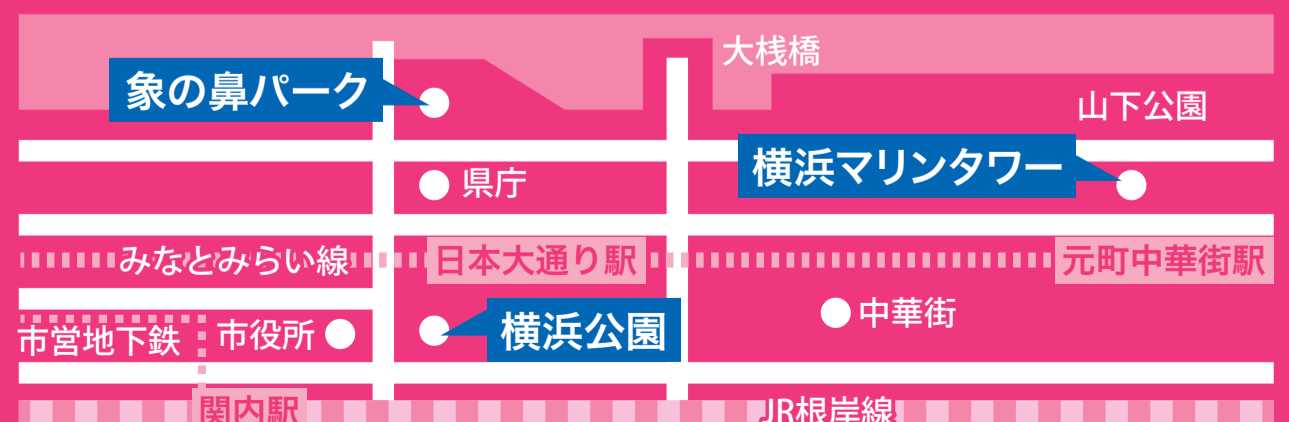 大桟橋
象の鼻パーク
山下公園
横浜マリンタワー
県庁
みなとみらい線
日本大通り駅
元町中華街駅
中華街
市営地下鉄
市役所
横浜公園
関内駅
JR根岸線